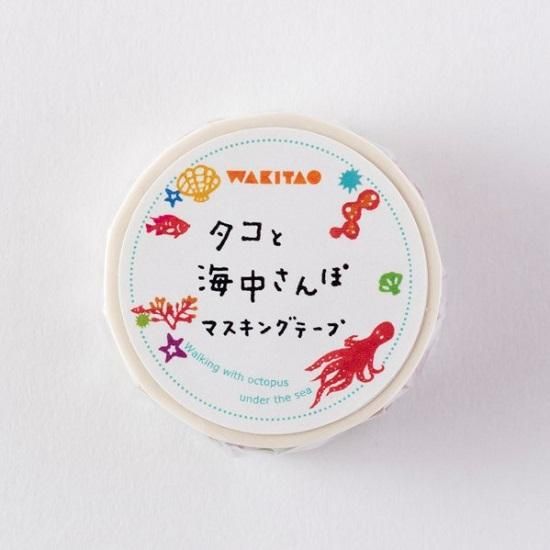 WAKITAO
タコと
海中さんぽ
マスキングテープ
Walking with octopus
under the sea